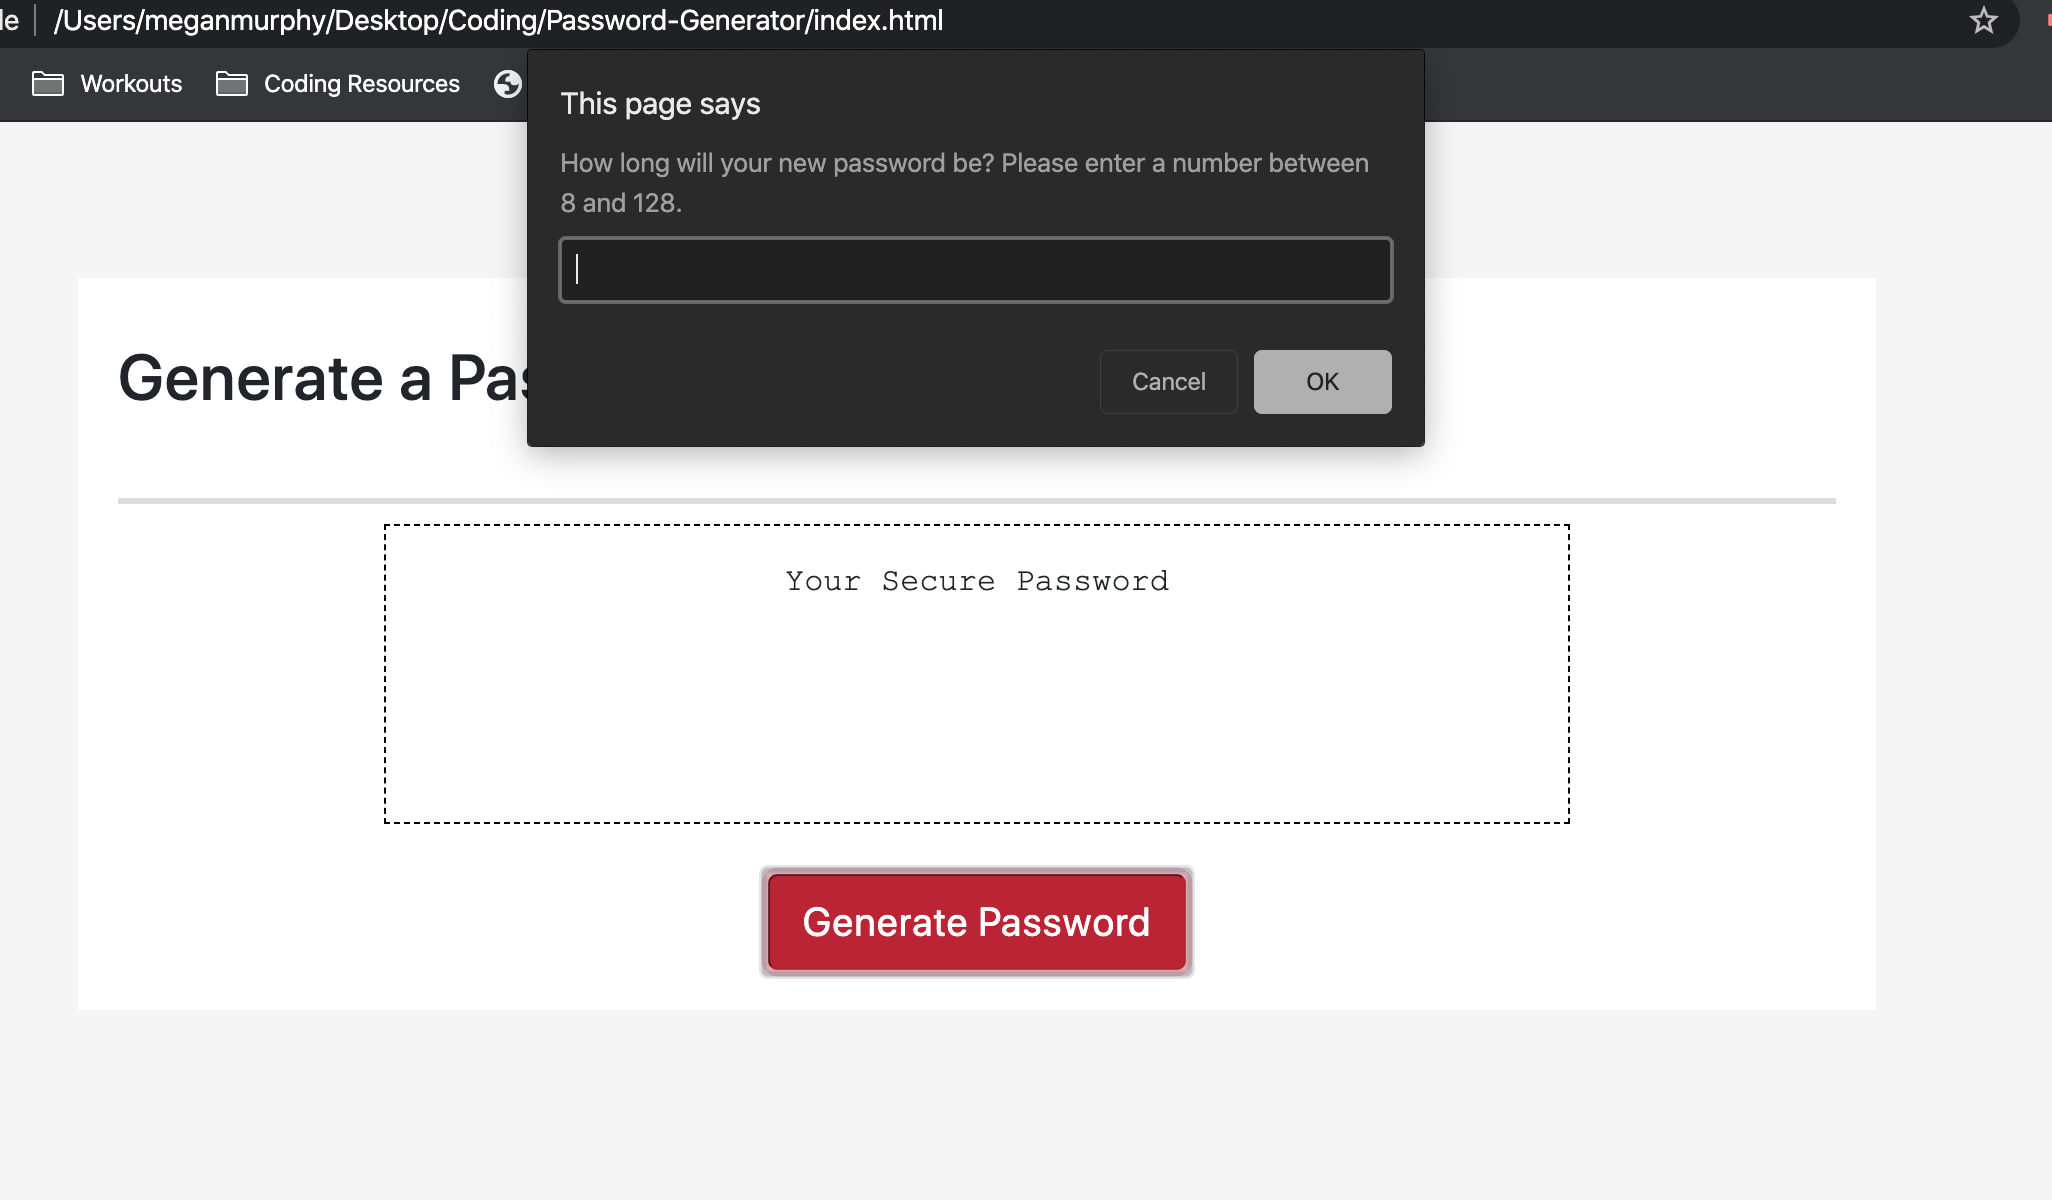 le /Users/meganmurphy/Desktop/Coding/Password-Generator/index.html
Workouts Coding Resources
This page says
How long will your new password be? Please enter a number between
8 and 128.
Cancel OK
Generate a Pas
Your Secure Password
Generate Password